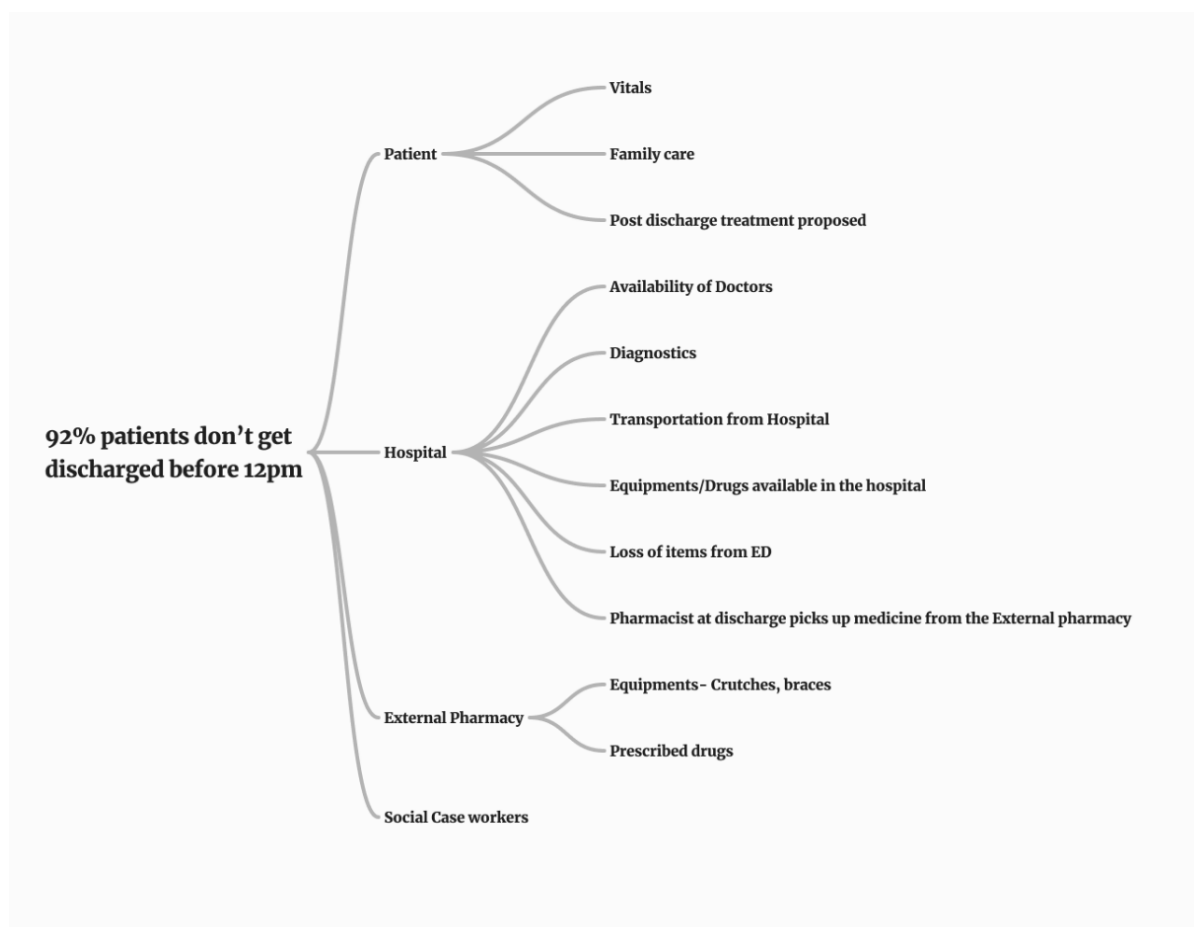 92% patients don’t get
discharged before 12pm
Patient
Vitals
Family care
Post discharge treatment proposed
Hospital
Availability of Doctors
Diagnostics
Transportation from Hospital
Equipments/Drugs available in the hospital
Loss of items from ED
Pharmacist at discharge picks up medicine from the External pharmacy
External Pharmacy
Equipments- Crutches, braces
Prescribed drugs
Social Case workers